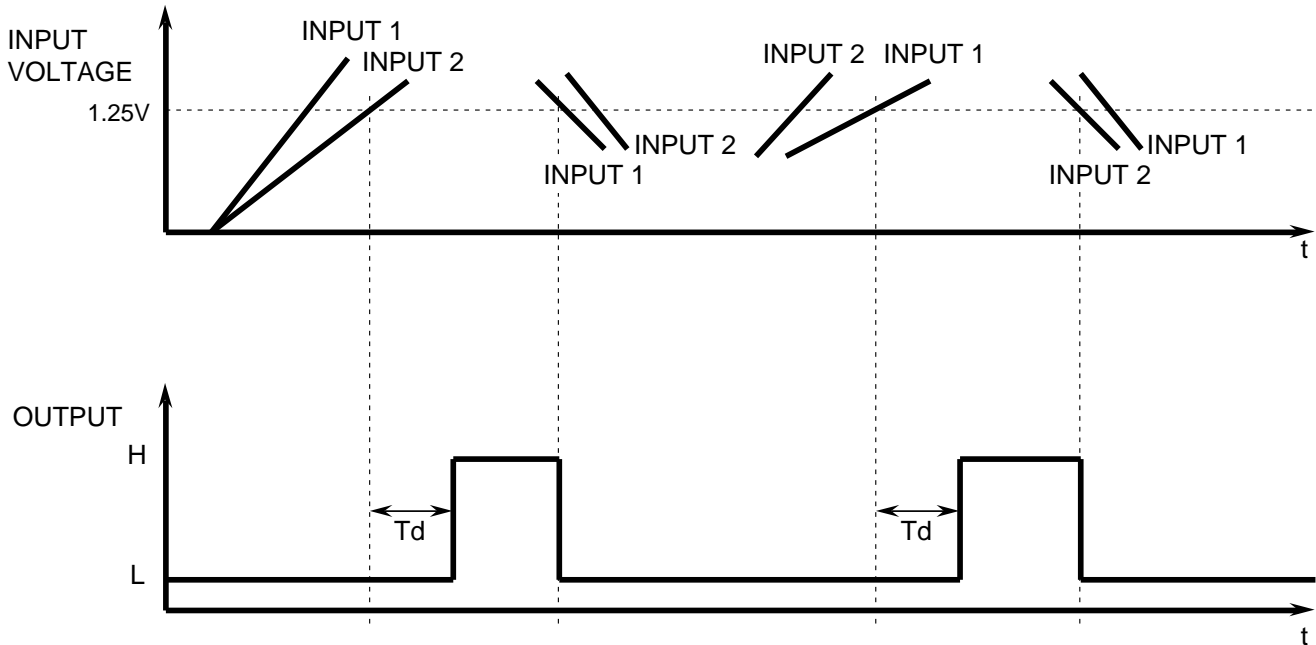 INPUT
VOLTAGE
1.25V
INPUT 1
INPUT 2
INPUT 2
INPUT 1
INPUT 2
INPUT 1
INPUT 1
INPUT 2
t
OUTPUT
H
L
Td
Td
t